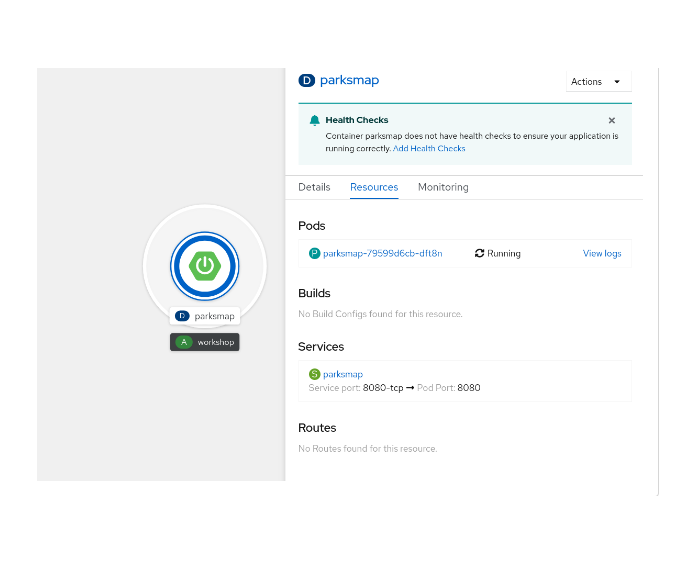 D parksmap
Actions
Health Checks
Container parksmap does not have health checks to ensure your application is
running correctly. Add Health Checks
Details Resources Monitoring
Pods
P parksmap-79599d6cb-dft8n Running View logs
Builds
No Build Configs found for this resource.
Services
S parksmap
Service port: 8080-tcp → Pod Port: 8080
Routes
No Routes found for this resource.
D parksmap
A workshop